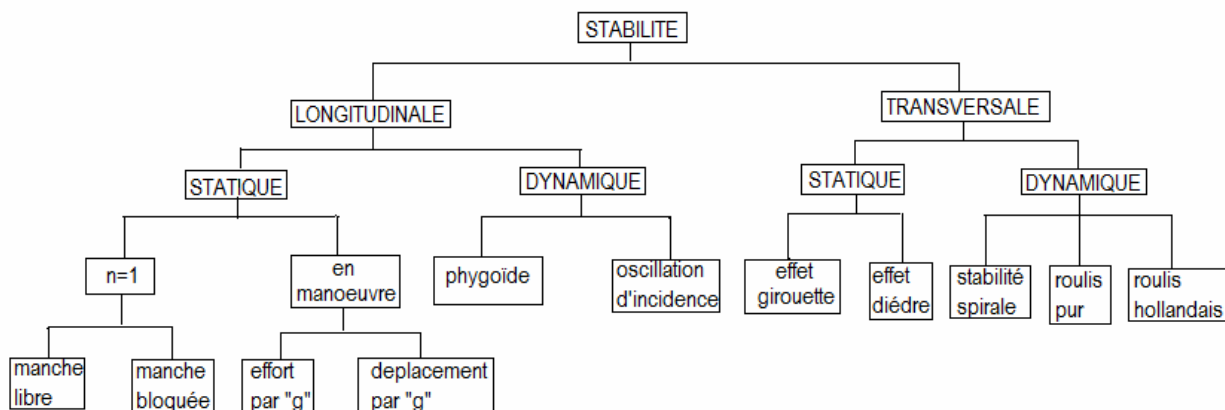 STABILITE
LONGITUDINALE
TRANSVERSALE
STATIQUE
DYNAMIQUE
STATIQUE
DYNAMIQUE
n=1
en
manoeuvre
phygoïde
oscillation
d'incidence
effet
girouette
effet
diédre
stabilité
spirale
roulis
pur
roulis
hollandais
manche
libre
manche
bloquée
effort
par "g"
deplacement
par "g"